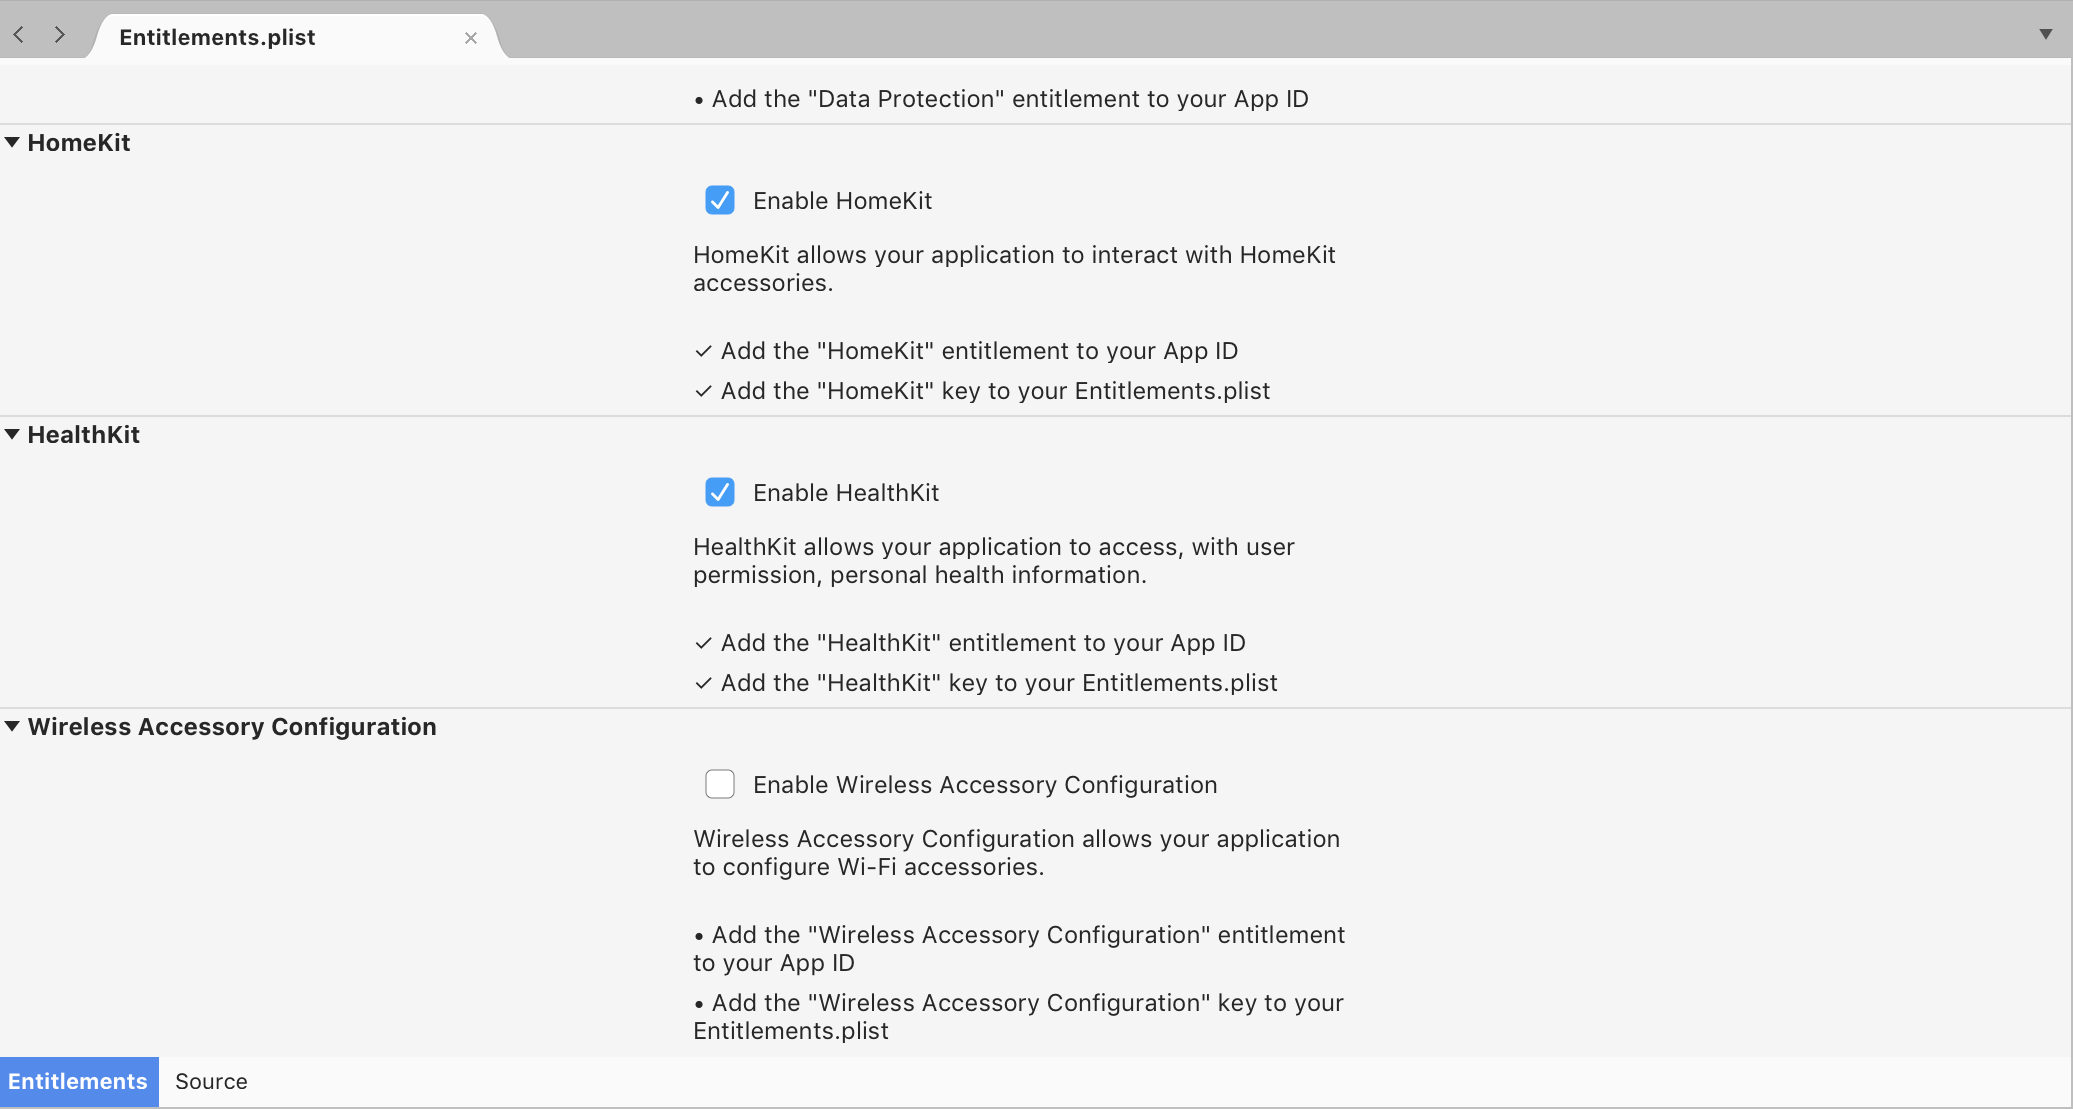 Entitlements.plist
• Add the "Data Protection" entitlement to your App ID
HomeKit
Enable HomeKit
HomeKit allows your application to interact with HomeKit
accessories.
✓ Add the "HomeKit" entitlement to your App ID
✓ Add the "HomeKit" key to your Entitlements.plist
HealthKit
Enable HealthKit
HealthKit allows your application to access, with user
permission, personal health information.
✓ Add the "HealthKit" entitlement to your App ID
✓ Add the "HealthKit" key to your Entitlements.plist
Wireless Accessory Configuration
Enable Wireless Accessory Configuration
Wireless Accessory Configuration allows your application
to configure Wi-Fi accessories.
• Add the "Wireless Accessory Configuration" entitlement
to your App ID
• Add the "Wireless Accessory Configuration" key to your
Entitlements.plist
Entitlements Source